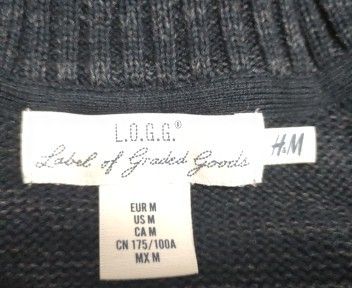 L.O.G.G.®
Label of Graded Goods
H&M
EUR M
US M
CA M
CN 175/100A
MX M